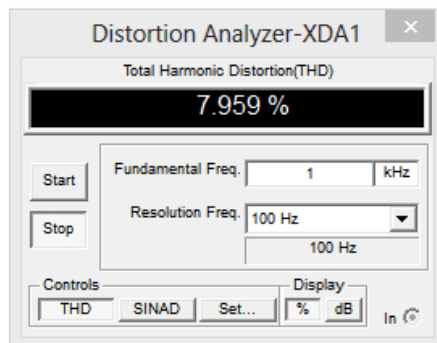 Distortion Analyzer-XDA1
Total Harmonic Distortion(THD)
7.959 %
Start
Fundamental Freq. 1 kHz
Stop
Resolution Freq. 100 Hz
100 Hz
Controls Display
THD SINAD Set... % dB In